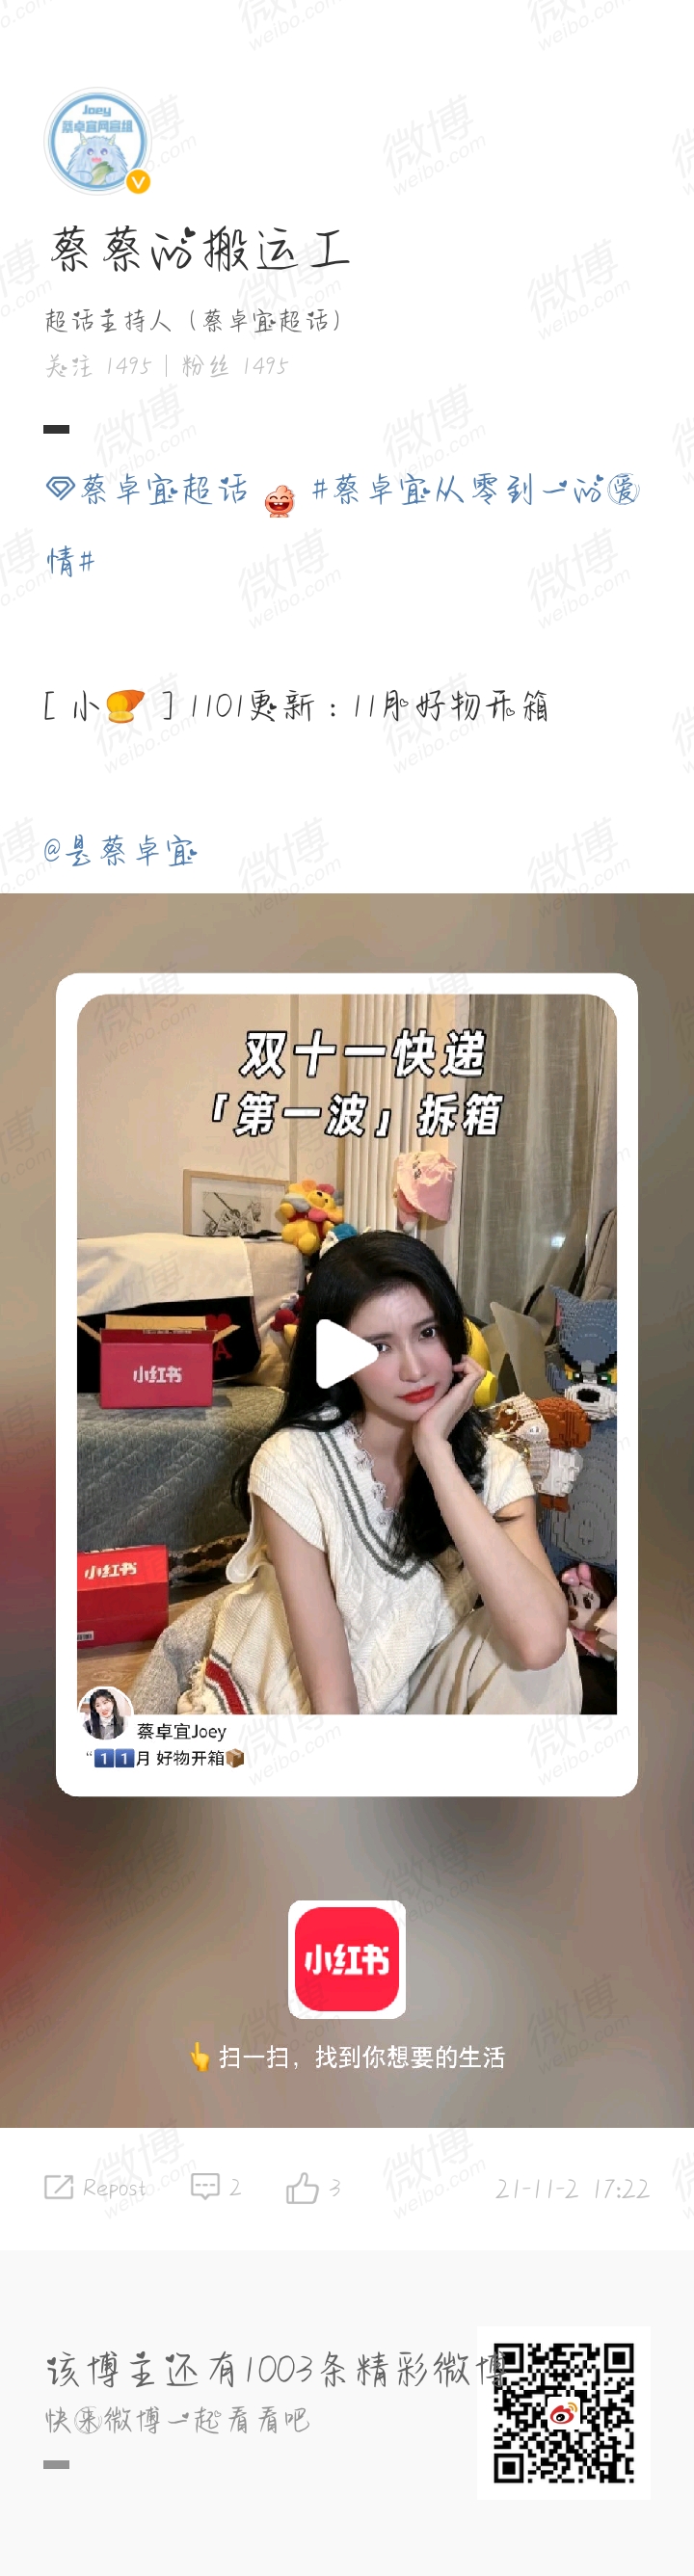 Joey
蔡卓宜网宣组
蔡蔡的搬运工
超话主持人（蔡卓宜超话）
关注 1495 | 粉丝 1495
蔡卓宜超话 #蔡卓宜从零到一的爱
情#
[ 小🍠 ] 1101更新：11月好物开箱
@是蔡卓宜
双十一快递
「第一波」拆箱
小红书
小红书
蔡卓宜Joey
“1️⃣1️⃣月 好物开箱📦
小红书
👆扫一扫，找到你想要的生活
Repost 2 3 21-11-2 17:22
该博主还有1003条精彩微博
快来微博一起看看吧
微博
weibo.com